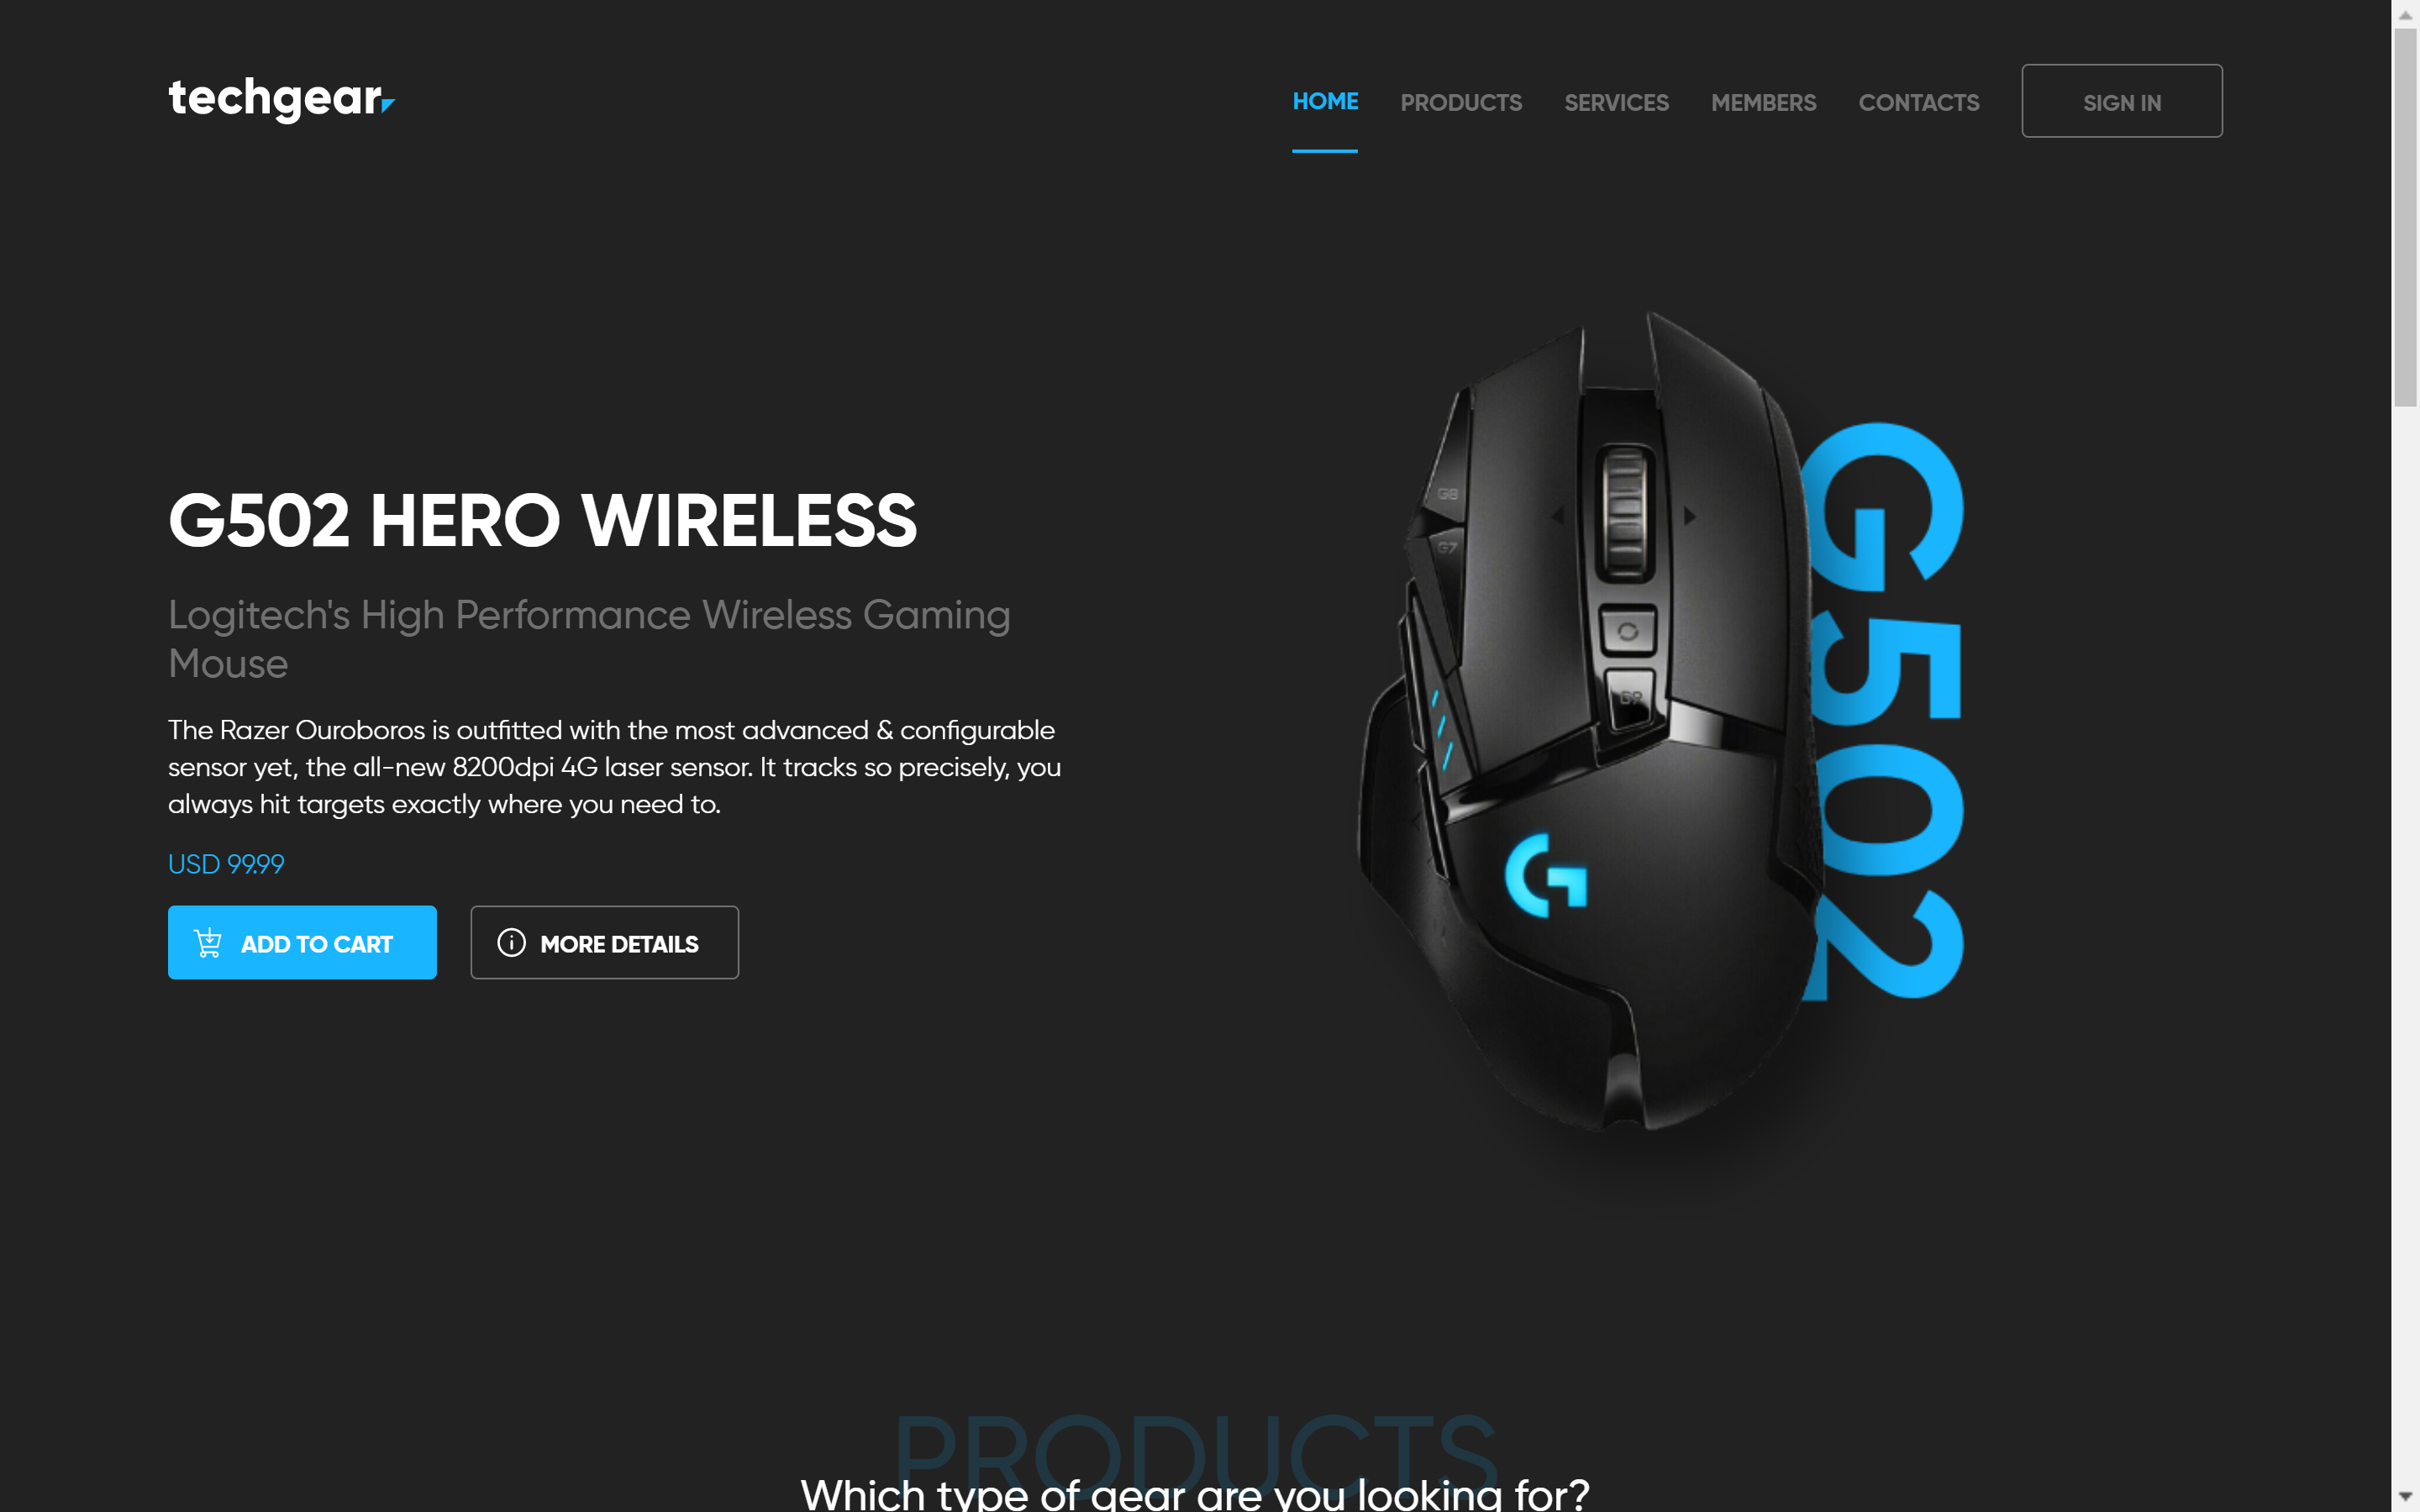 techgear
HOME PRODUCTS SERVICES MEMBERS CONTACTS SIGN IN
G502 HERO WIRELESS
Logitech's High Performance Wireless Gaming
Mouse
The Razer Ouroboros is outfitted with the most advanced & configurable
sensor yet, the all-new 8200dpi 4G laser sensor. It tracks so precisely, you
always hit targets exactly where you need to.
USD 99.99
ADD TO CART
MORE DETAILS
G8
G7
G9
G
G502
PRODUCTS
Which type of gear are you looking for?